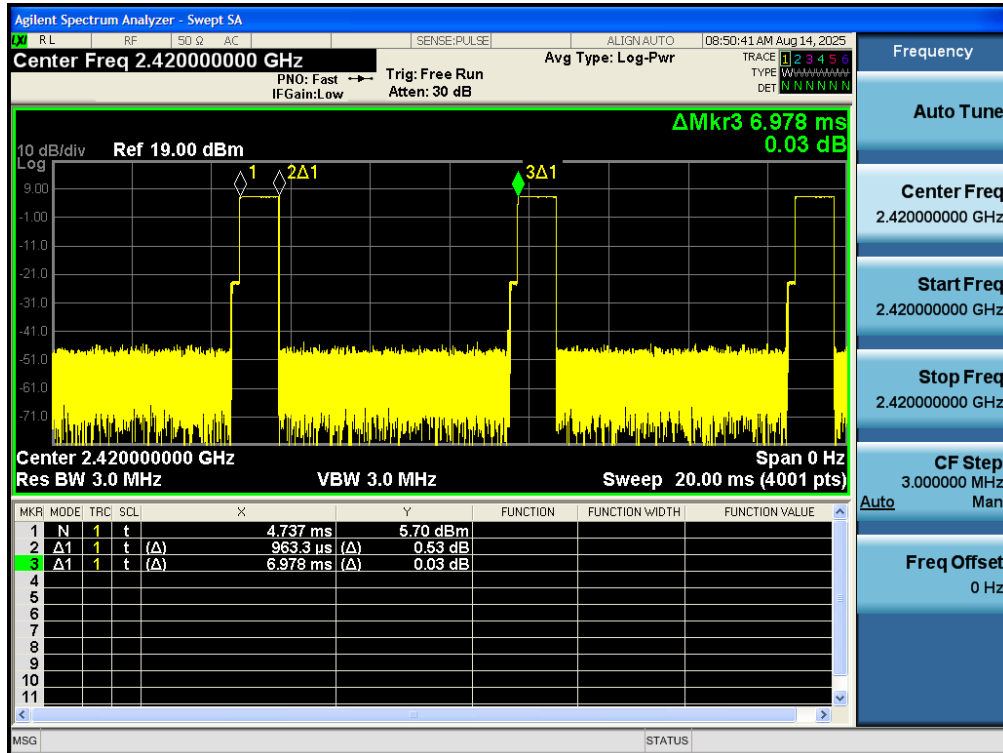 Agilent Spectrum Analyzer - Swept SA
LXI RL RF 50 Ω AC SENSE:PULSE ALIGN AUTO 08:50:41 AM Aug 14, 2025
Center Freq 2.420000000 GHz
PNO: Fast
IFGain:Low
Trig: Free Run
Atten: 30 dB
Avg Type: Log-Pwr
TRACE 1 2 3 4 5 6
TYPE W
DET N N N N N N
ΔMkr3 6.978 ms
0.03 dB
10 dB/div Ref 19.00 dBm
Log
1 2Δ1 3Δ1
9.00
-1.00
-11.0
-21.0
-31.0
-41.0
-51.0
-61.0
-71.0
Center 2.420000000 GHz Span 0 Hz
Res BW 3.0 MHz VBW 3.0 MHz Sweep 20.00 ms (4001 pts)
MKR MODE TRC SCL X Y FUNCTION FUNCTION WIDTH FUNCTION VALUE
1 N 1 t 4.737 ms 5.70 dBm
2 Δ1 1 t (Δ) 963.3 µs (Δ) 0.53 dB
3 Δ1 1 t (Δ) 6.978 ms (Δ) 0.03 dB
4
5
6
7
8
9
10
11
MSG STATUS
Frequency
Auto Tune
Center Freq
2.420000000 GHz
Start Freq
2.420000000 GHz
Stop Freq
2.420000000 GHz
CF Step
3.000000 MHz
Auto Man
Freq Offset
0 Hz